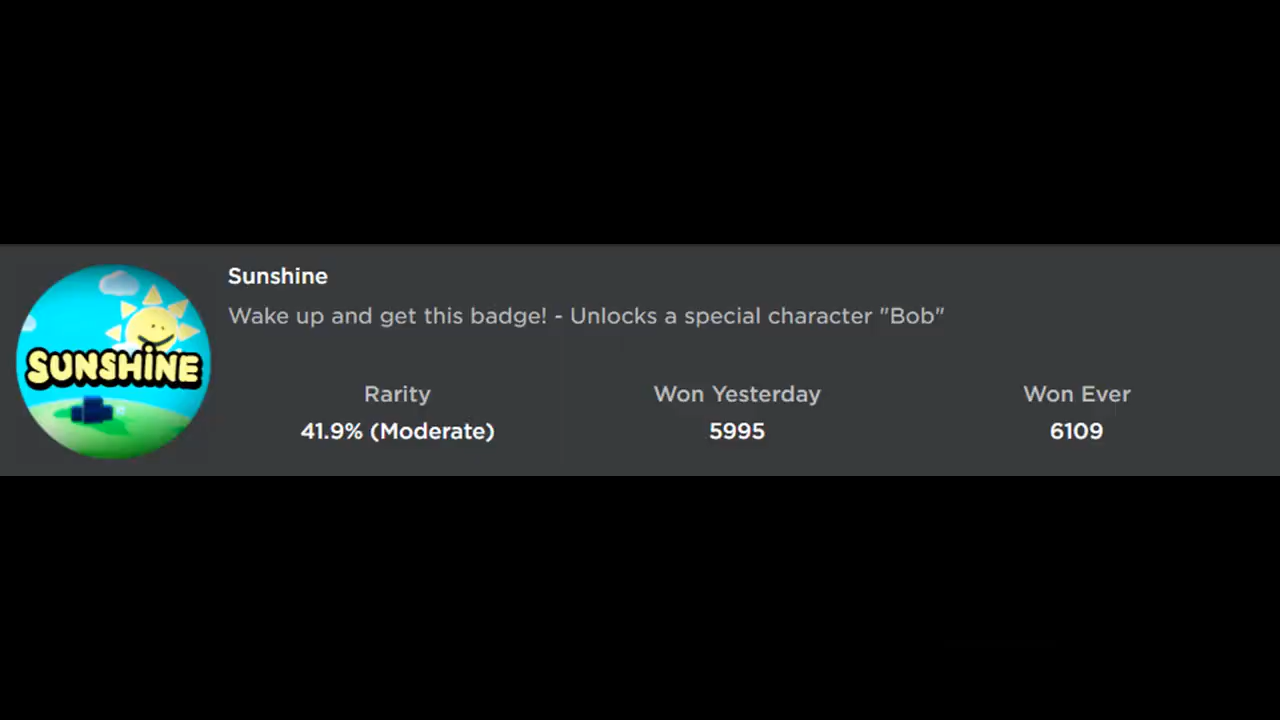 Sunshine
Wake up and get this badge! - Unlocks a special character "Bob"
SUNSHINE
Rarity Won Yesterday Won Ever
41.9% (Moderate) 5995 6109